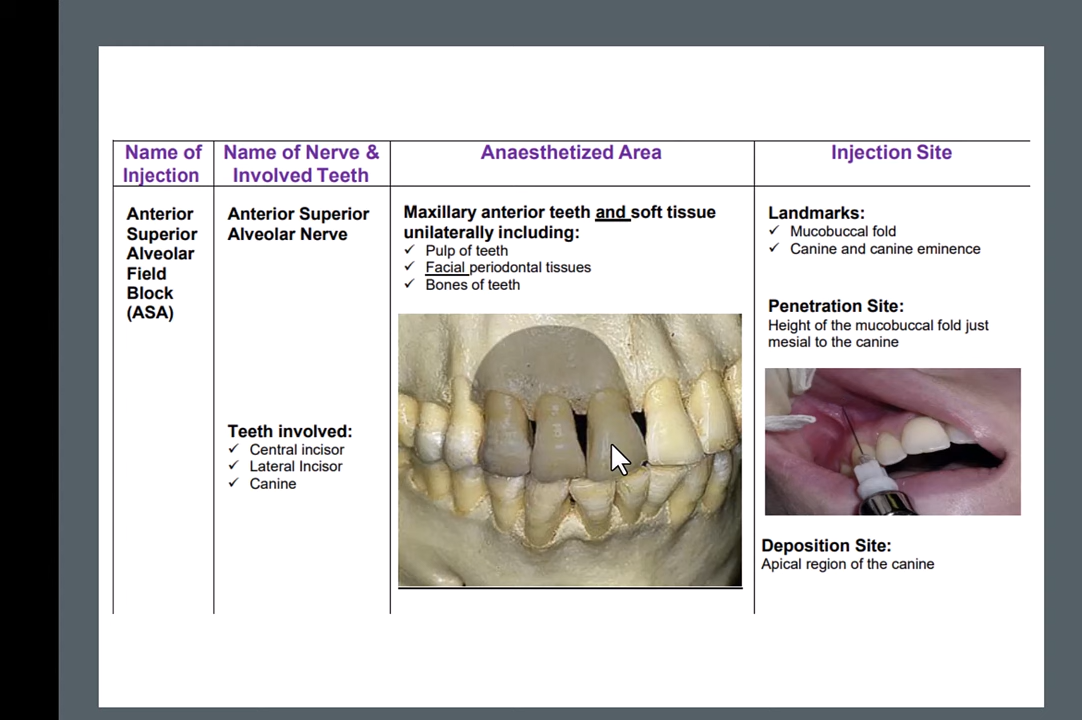 Name of
Injection
Name of Nerve &
Involved Teeth
Anaesthetized Area
Injection Site
Anterior
Superior
Alveolar
Field
Block
(ASA)
Anterior Superior
Alveolar Nerve
Teeth involved:
✓ Central incisor
✓ Lateral Incisor
✓ Canine
Maxillary anterior teeth and soft tissue
unilaterally including:
✓ Pulp of teeth
✓ Facial periodontal tissues
✓ Bones of teeth
Landmarks:
✓ Mucobuccal fold
✓ Canine and canine eminence
Penetration Site:
Height of the mucobuccal fold just
mesial to the canine
Deposition Site:
Apical region of the canine